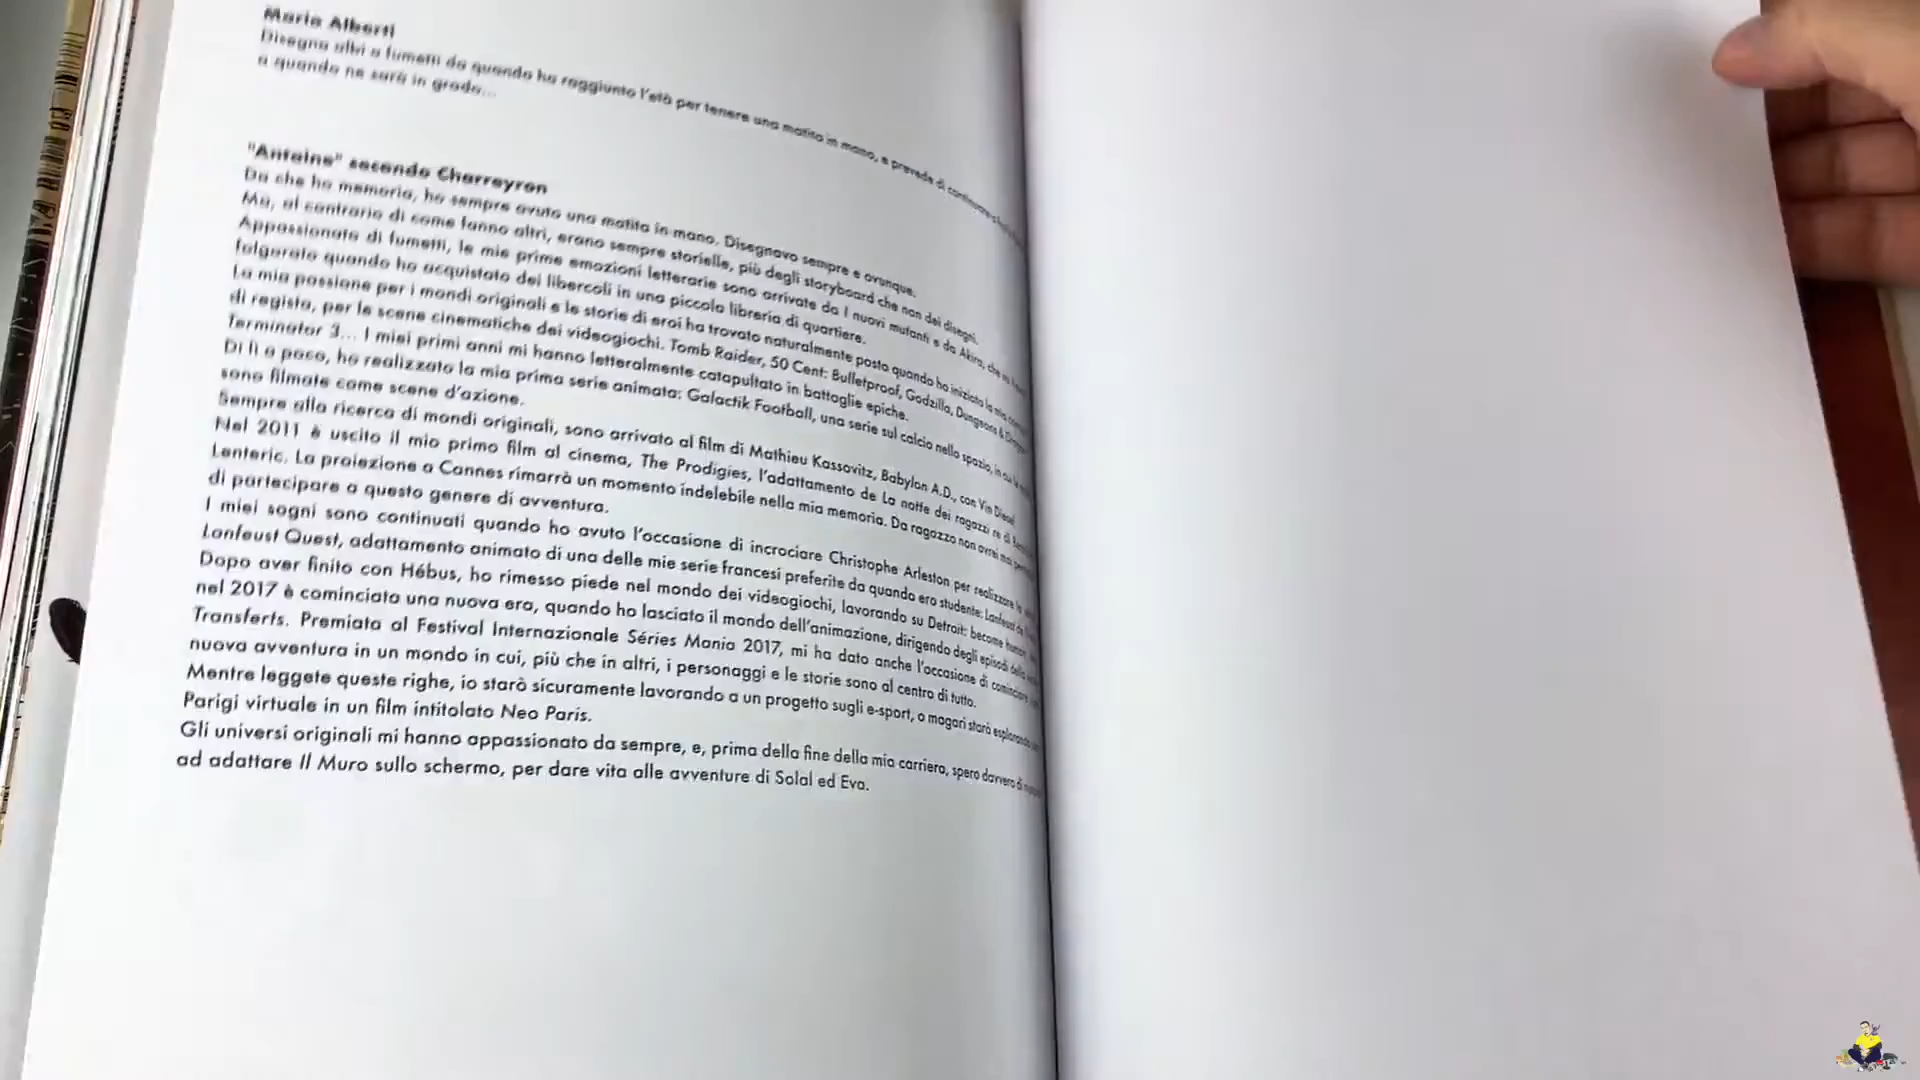 Mario Alberti
Disegna albi a fumetti da quando ha raggiunto l'età per tenere una matita in mano, e prevede di continuare
a quando ne sarà in grado...
"Antoine" secondo Charreyron
Da che ho memoria, ho sempre avuto una matita in mano. Disegnavo sempre e ovunque.
Ma, al contrario di come fanno altri, erano sempre storielle, più degli storyboard che non dei disegni.
Appassionato di fumetti, le mie prime emozioni letterarie sono arrivate da I nuovi mutanti e da Akira, che
folgorato quando ho acquistato dei libercoli in una piccola libreria di quartiere.
La mia passione per i mondi originali e le storie di eroi ha trovato naturalmente posto quando ho iniziato la mia
di regista, per le scene cinematiche dei videogiochi. Tomb Raider, 50 Cent: Bulletproof, Godzilla, Dungeons &
Terminator 3... I miei primi anni mi hanno letteralmente catapultato in battaglie epiche.
Di lì a poco, ho realizzato la mia prima serie animata: Galactik Football, una serie sul calcio nello spazio, in cui
sono filmate come scene d'azione.
Sempre alla ricerca di mondi originali, sono arrivato al film di Mathieu Kassovitz, Babylon A.D., con Vin Diesel.
Nel 2011 è uscito il mio primo film al cinema, The Prodigies, l'adattamento de La notte dei ragazzi re di
Lenteric. La proiezione a Cannes rimarrà un momento indelebile nella mia memoria. Da ragazzo non avrei mai
di partecipare a questo genere di avventura.
I miei sogni sono continuati quando ho avuto l'occasione di incrociare Christophe Arleston per realizzare
Lanfeust Quest, adattamento animato di una delle mie serie francesi preferite da quando ero studente: Lanfeust
Dopo aver finito con Hébus, ho rimesso piede nel mondo dei videogiochi, lavorando su Detroit: become human,
nel 2017 è cominciata una nuova era, quando ho lasciato il mondo dell'animazione, dirigendo degli episodi della
Transferts. Premiata al Festival Internazionale Séries Mania 2017, mi ha dato anche l'occasione di cominciare
nuova avventura in un mondo in cui, più che in altri, i personaggi e le storie sono al centro di tutto.
Mentre leggete queste righe, io starò sicuramente lavorando a un progetto sugli e-sport, o magari starò esplorando
Parigi virtuale in un film intitolato Neo Paris.
Gli universi originali mi hanno appassionato da sempre, e, prima della fine della mia carriera, spero davvero di
ad adattare Il Muro sullo schermo, per dare vita alle avventure di Solal ed Eva.